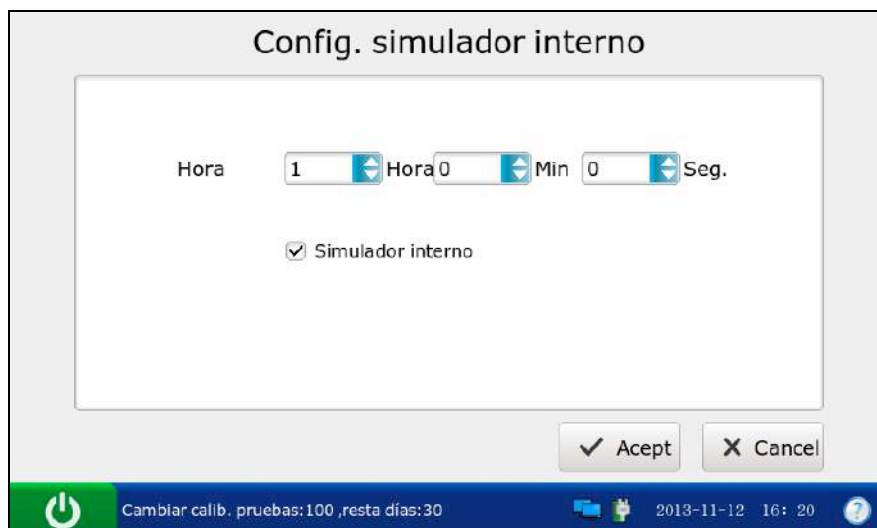 Config. simulador interno
Hora 1 Hora 0 Min 0 Seg.
Simulador interno
Acept Cancel
Cambiar calib. pruebas:100 ,resta días:30 2013-11-12 16: 20 ?